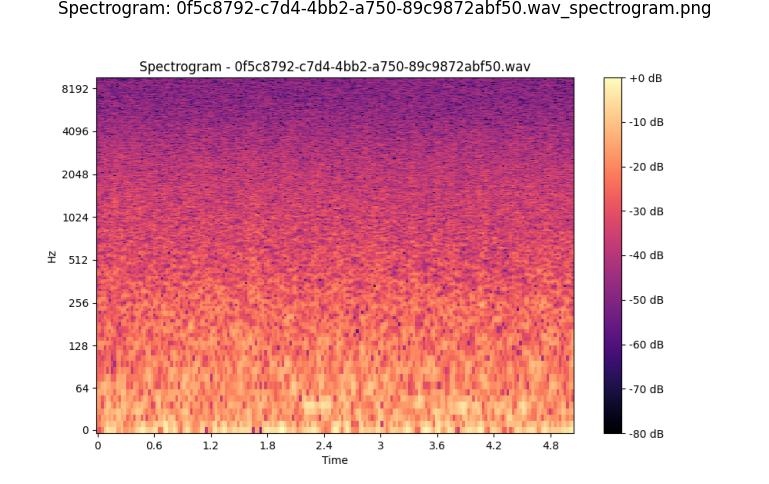 Spectrogram: 0f5c8792-c7d4-4bb2-a750-89c9872abf50.wav_spectrogram.png
Spectrogram - 0f5c8792-c7d4-4bb2-a750-89c9872abf50.wav
8192
4096
2048
1024
512
256
128
64
0
Hz
0 0.6 1.2 1.8 2.4 3 3.6 4.2 4.8
Time
+0 dB
-10 dB
-20 dB
-30 dB
-40 dB
-50 dB
-60 dB
-70 dB
-80 dB